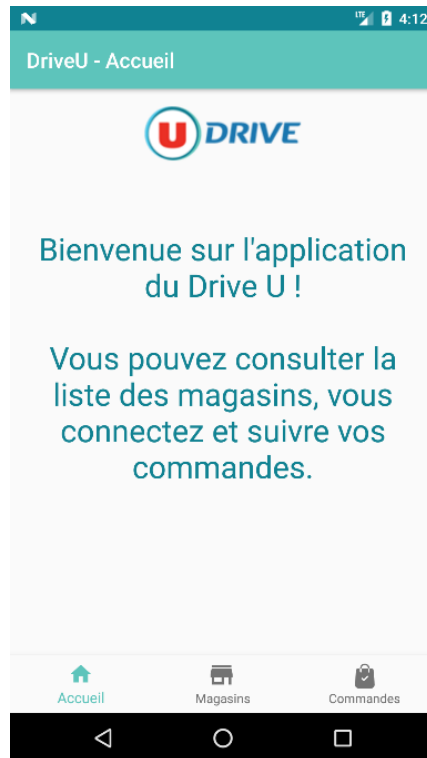 LTE 4:12
DriveU - Accueil
U DRIVE
Bienvenue sur l'application
du Drive U !
Vous pouvez consulter la
liste des magasins, vous
connectez et suivre vos
commandes.
Accueil Magasins Commandes